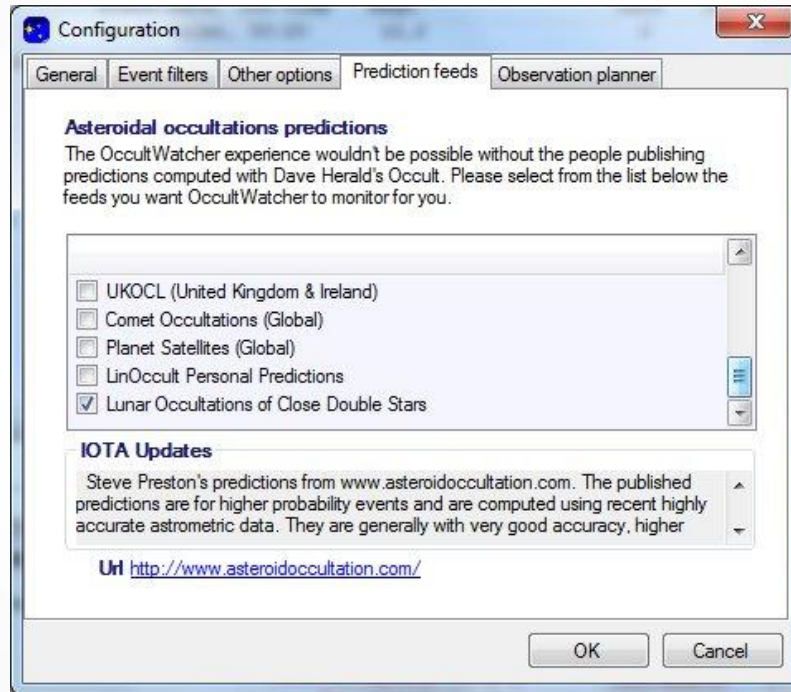 Configuration
General Event filters Other options Prediction feeds Observation planner
Asteroidal occultations predictions
The OccultWatcher experience wouldn't be possible without the people publishing
predictions computed with Dave Herald's Occult. Please select from the list below the
feeds you want OccultWatcher to monitor for you.
UKOCL (United Kingdom & Ireland)
Comet Occultations (Global)
Planet Satellites (Global)
LinOccult Personal Predictions
Lunar Occultations of Close Double Stars
IOTA Updates
Steve Preston's predictions from www.asteroidoccultation.com. The published
predictions are for higher probability events and are computed using recent highly
accurate astrometric data. They are generally with very good accuracy, higher
Url http://www.asteroidoccultation.com/
OK Cancel